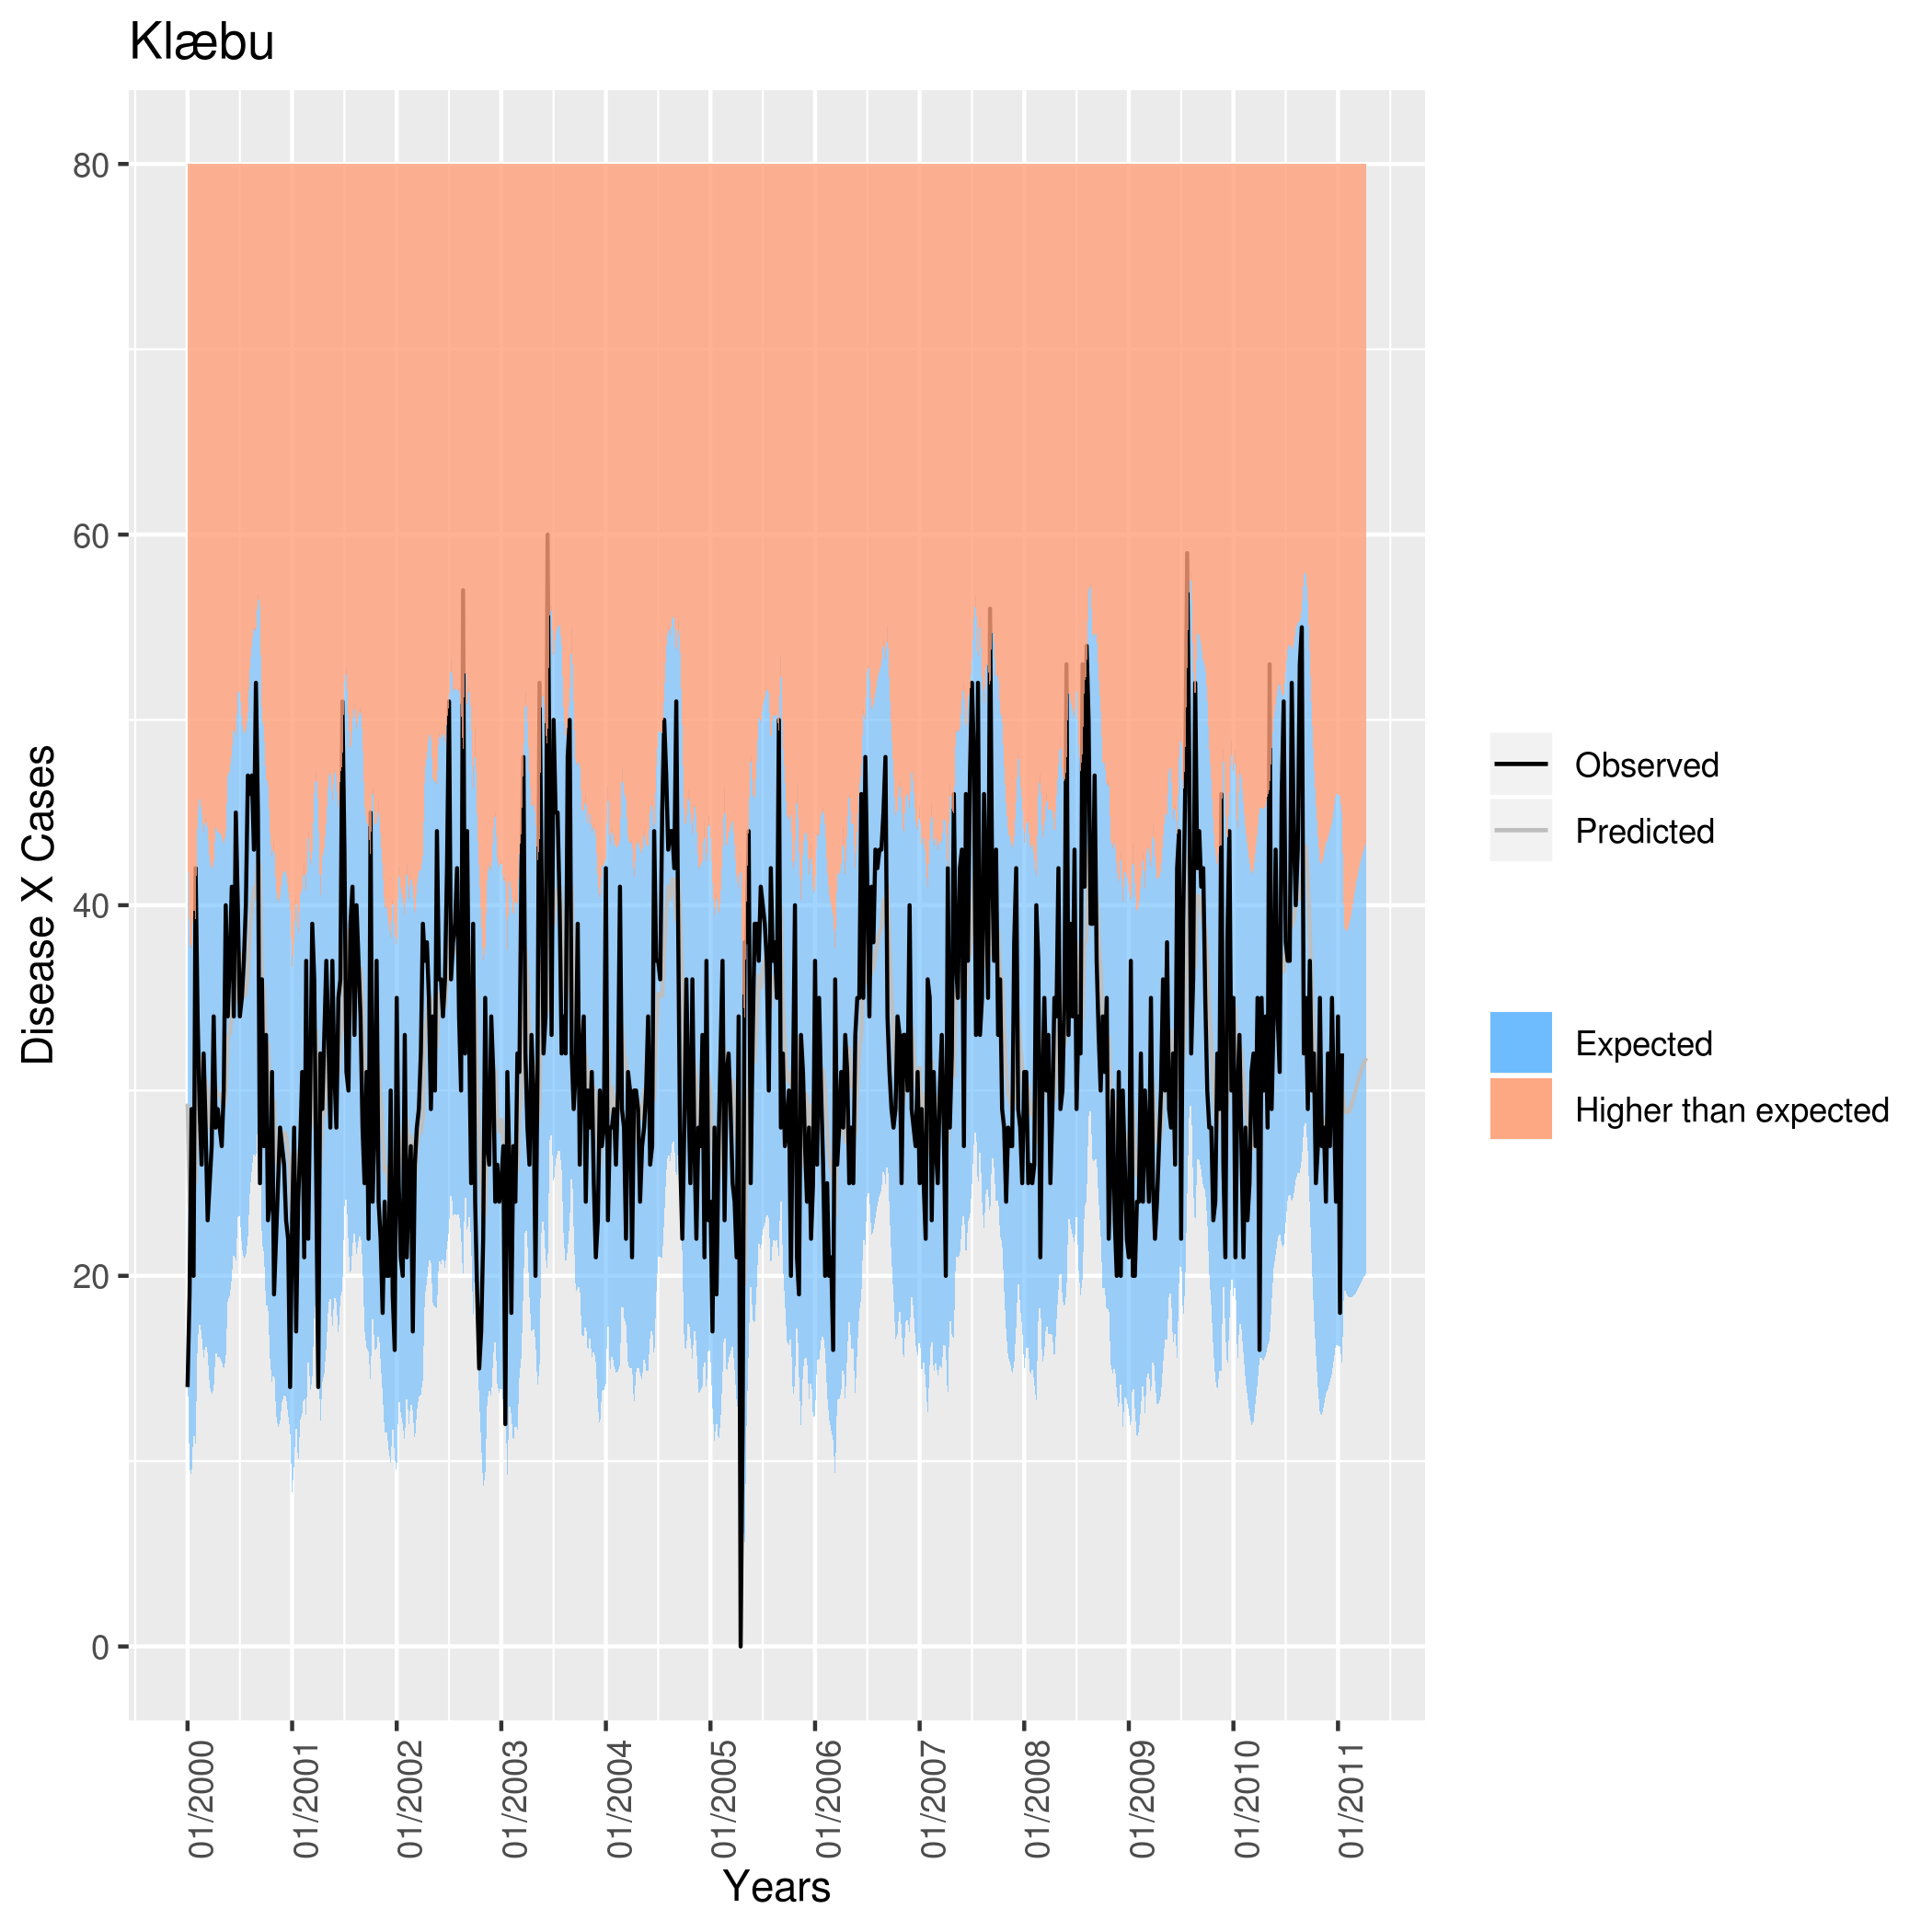 Klæbu
Disease X Cases
80
60
40
20
0
01/2000
01/2001
01/2002
01/2003
01/2004
01/2005
01/2006
01/2007
01/2008
01/2009
01/2010
01/2011
Years
Observed
Predicted
Expected
Higher than expected